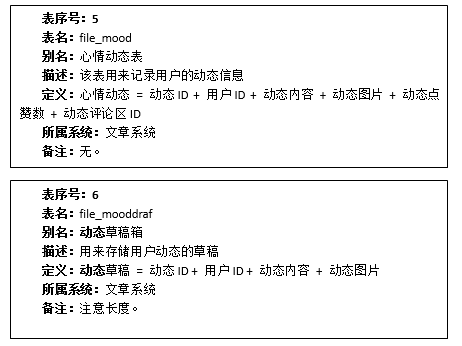 表序号：5
表名：file_mood
别名：心情动态表
描述：该表用来记录用户的动态信息
定义：心情动态 = 动态 ID + 用户 ID + 动态内容 + 动态图片 + 动态点
赞数 + 动态评论区 ID
所属系统：文章系统
备注：无。
表序号：6
表名：file_mooddraf
别名：动态草稿箱
描述：用来存储用户动态的草稿
定义：动态草稿 = 动态 ID + 用户 ID + 动态内容 + 动态图片
所属系统：文章系统
备注：注意长度。